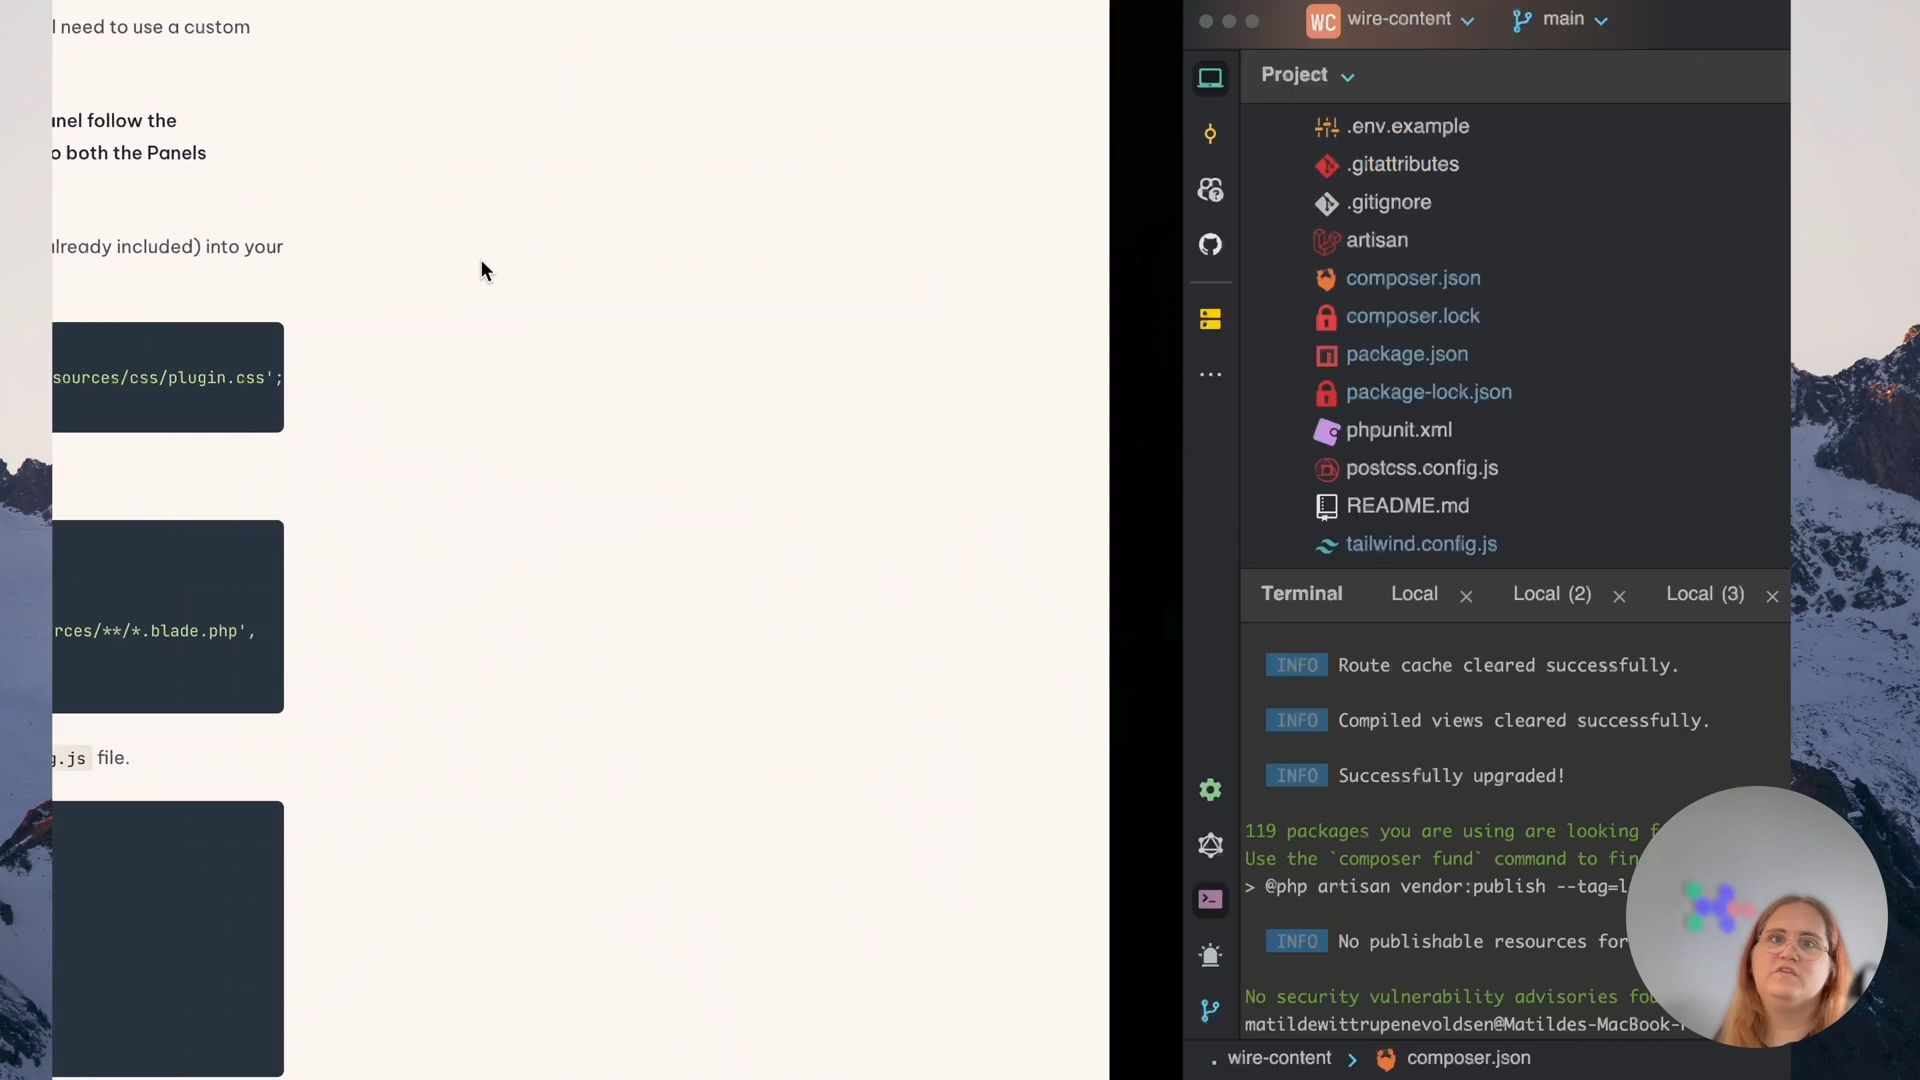 need to use a custom
nel follow the
o both the Panels
already included) into your
sources/css/plugin.css';
rces/**/*.blade.php',
g.js file.
WC wire-content main
Project
.env.example
.gitattributes
.gitignore
artisan
composer.json
composer.lock
package.json
package-lock.json
phpunit.xml
postcss.config.js
README.md
tailwind.config.js
Terminal Local × Local (2) × Local (3) ×
INFO Route cache cleared successfully.
INFO Compiled views cleared successfully.
INFO Successfully upgraded!
119 packages you are using are looking f
Use the `composer fund` command to fin
> @php artisan vendor:publish --tag=l
INFO No publishable resources for
No security vulnerability advisories fou
matildewittrupenevoldsen@Matildes-MacBook-
wire-content > composer.json